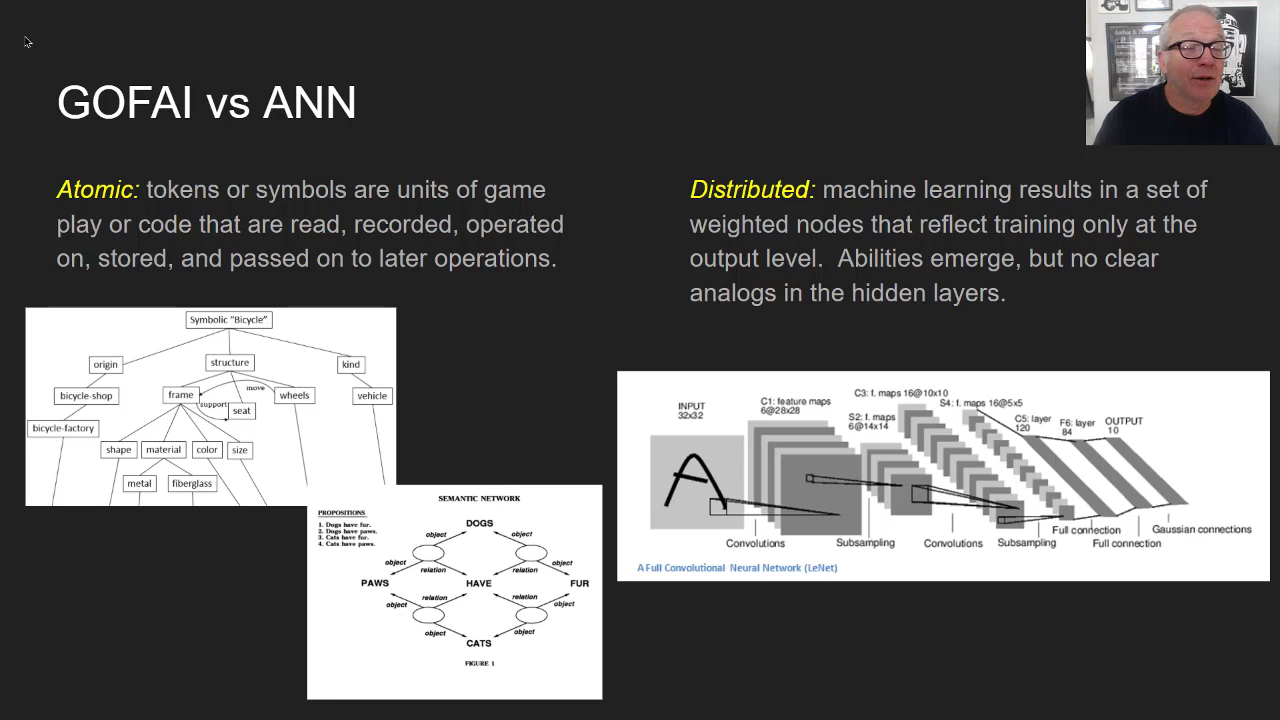 GOFAI vs ANN
Atomic: tokens or symbols are units of game
play or code that are read, recorded, operated
on, stored, and passed on to later operations.
Distributed: machine learning results in a set of
weighted nodes that reflect training only at the
output level.  Abilities emerge, but no clear
analogs in the hidden layers.
Symbolic "Bicycle"
origin
structure
kind
bicycle-shop
frame
move
wheels
vehicle
support
seat
bicycle-factory
shape
material
color
size
metal
fiberglass
SEMANTIC NETWORK
PROPOSITIONS
1. Dogs have fur.
2. Dogs have paws.
3. Cats have fur.
4. Cats have paws.
DOGS
object
object
object
relation
relation
object
PAWS
HAVE
FUR
object
relation
relation
object
object
object
CATS
FIGURE 1
INPUT
32x32
C1: feature maps
6@28x28
S2: f. maps
6@14x14
C3: f. maps 16@10x10
S4: f. maps 16@5x5
C5: layer
120
F6: layer
84
OUTPUT
10
A
Convolutions
Subsampling
Convolutions
Subsampling
Full connection
Full connection
Gaussian connections
A Full Convolutional Neural Network (LeNet)